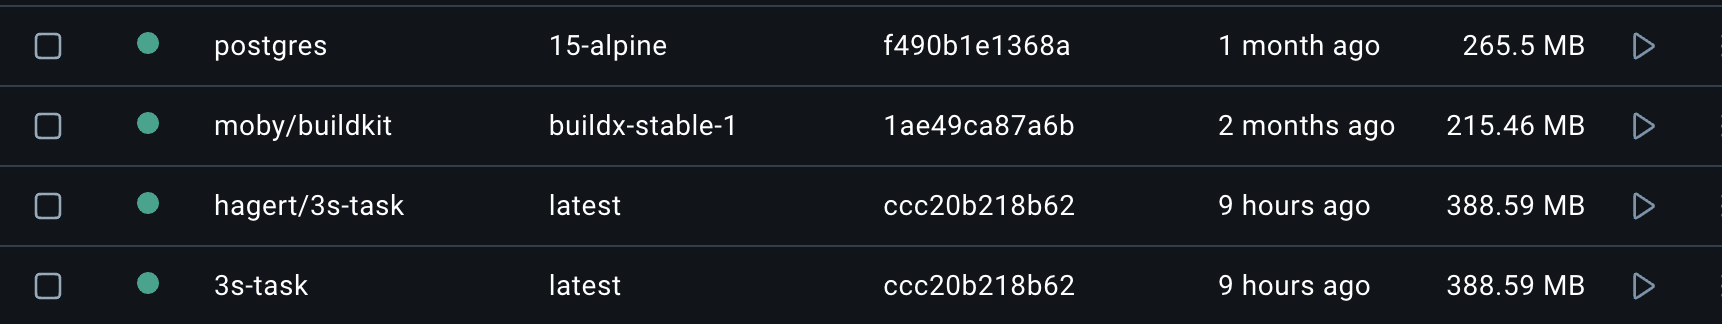 postgres 15-alpine f490b1e1368a 1 month ago 265.5 MB
moby/buildkit buildx-stable-1 1ae49ca87a6b 2 months ago 215.46 MB
hagert/3s-task latest ccc20b218b62 9 hours ago 388.59 MB
3s-task latest ccc20b218b62 9 hours ago 388.59 MB